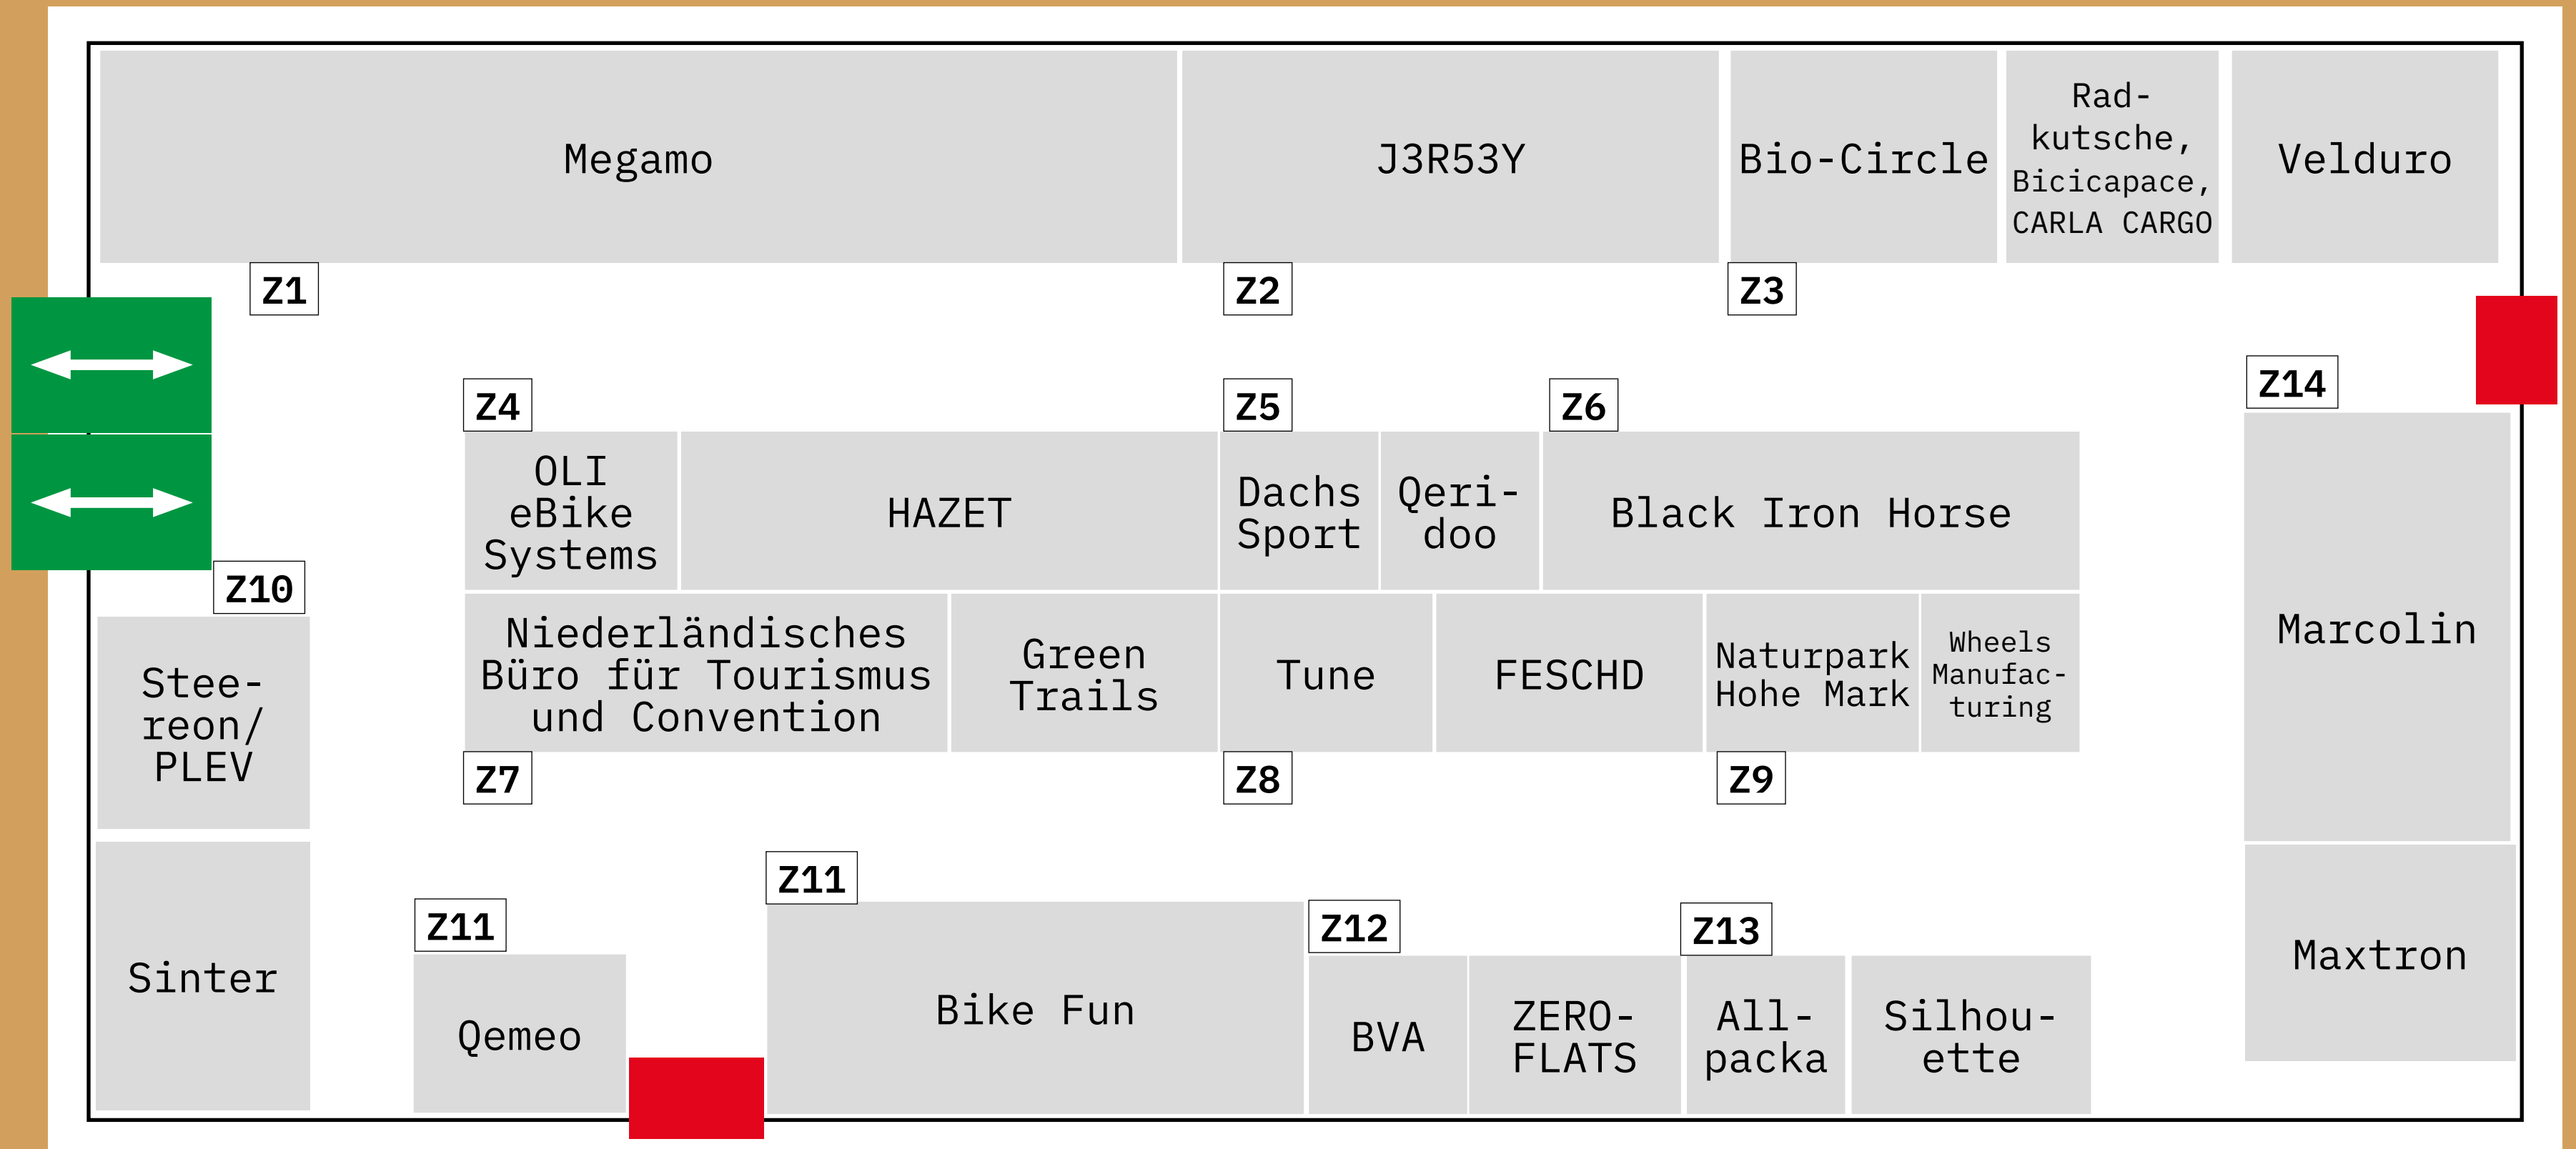 Megamo
J3R53Y
Bio-Circle
Rad-
kutsche,
Bicicapace,
CARLA CARGO
Velduro
Z1
Z2
Z3
Z4
Z5
Z6
Z14
OLI
eBike
Systems
HAZET
Dachs
Sport
Qeri-
doo
Black Iron Horse
Marcolin
Z10
Stee-
reon/
PLEV
Niederländisches
Büro für Tourismus
und Convention
Green
Trails
Tune
FESCHD
Naturpark
Hohe Mark
Wheels
Manufac-
turing
Z7
Z8
Z9
Sinter
Z11
Qemeo
Z11
Bike Fun
Z12
BVA
ZERO-
FLATS
Z13
All-
packa
Silhou-
ette
Maxtron